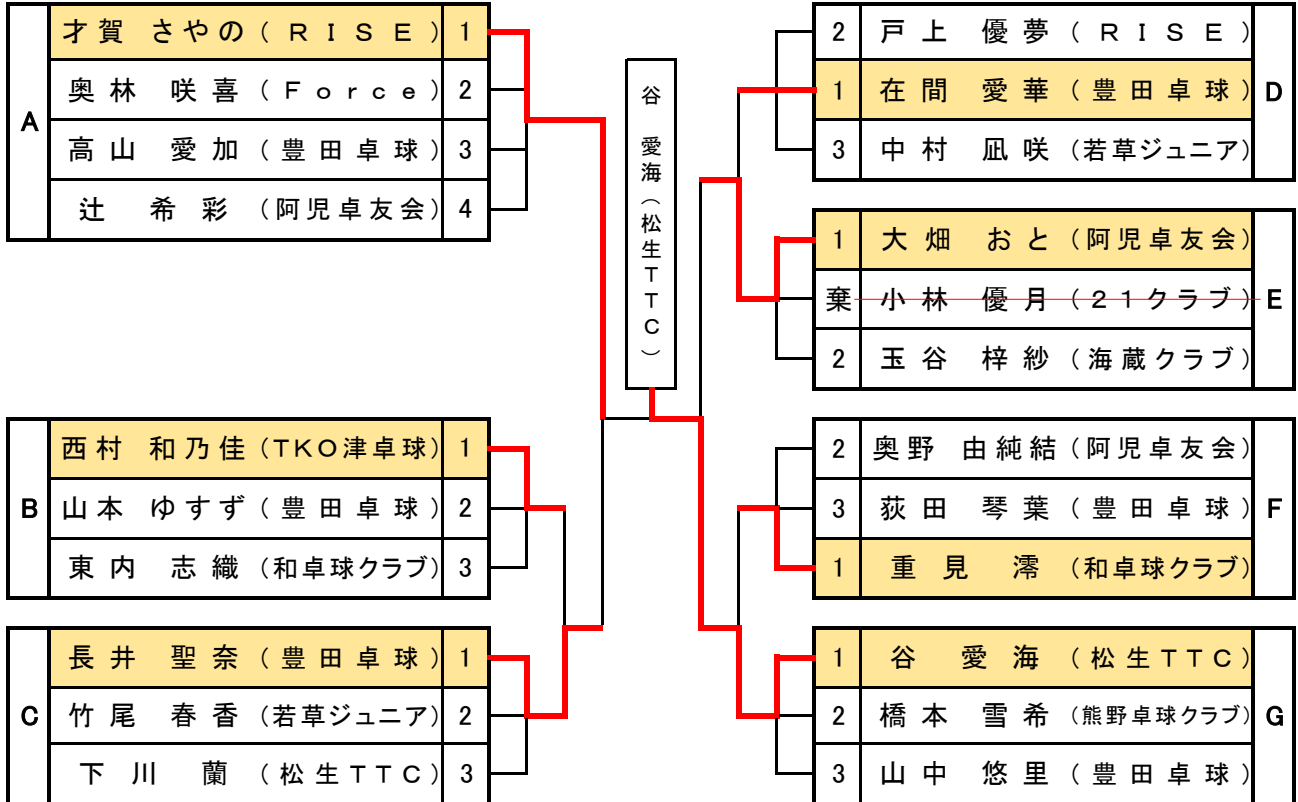 A
才賀 さやの(RISE) 1
奥林 咲喜(Force) 2
高山 愛加(豊田卓球) 3
辻 希彩(阿児卓友会) 4
B
西村 和乃佳(TKO津卓球) 1
山本 ゆすず(豊田卓球) 2
東内 志織(和卓球クラブ) 3
C
長井 聖奈(豊田卓球) 1
竹尾 春香(若草ジュニア) 2
下川 蘭(松生TTC) 3
谷 愛海(松生TTC)
D
2 戸上 優夢(RISE)
1 在間 愛華(豊田卓球)
3 中村 凪咲(若草ジュニア)
E
1 大畑 おと(阿児卓友会)
棄 小林 優月(21クラブ)
2 玉谷 梓紗(海蔵クラブ)
F
2 奥野 由純結(阿児卓友会)
3 荻田 琴葉(豊田卓球)
1 重見 澪(和卓球クラブ)
G
1 谷 愛海(松生TTC)
2 橋本 雪希(熊野卓球クラブ)
3 山中 悠里(豊田卓球)